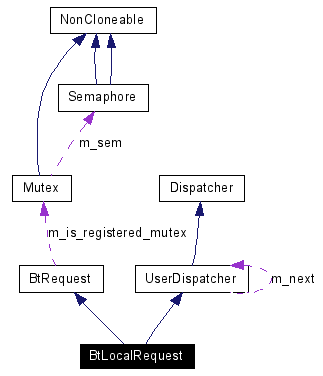 NonCloneable
Semaphore
m_sem
Mutex
Dispatcher
m_is_registered_mutex
BtRequest
UserDispatcher
m_next
BtLocalRequest